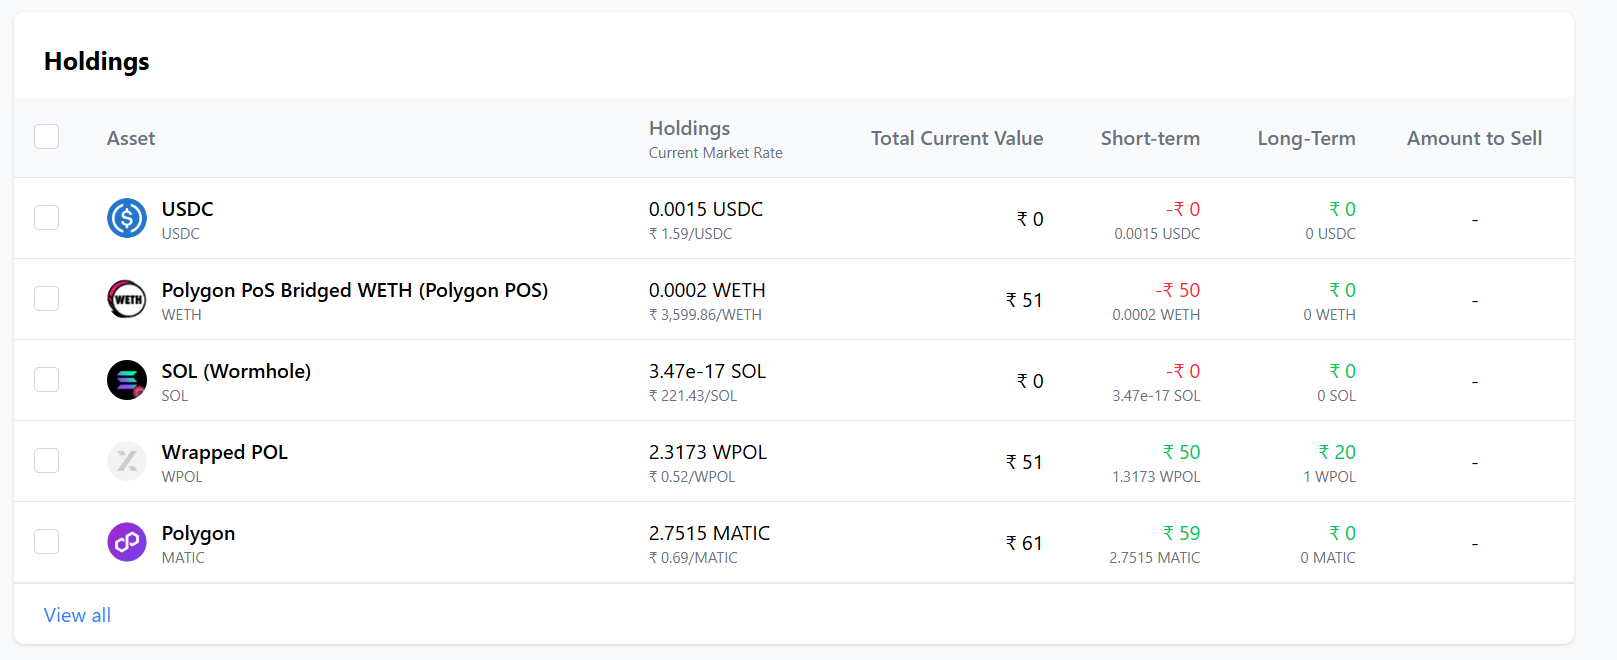 Holdings
Asset
Holdings
Current Market Rate
Total Current Value
Short-term
Long-Term
Amount to Sell
USDC
USDC
0.0015 USDC
₹ 1.59/USDC
₹ 0
-₹ 0
0.0015 USDC
₹ 0
0 USDC
-
WETH
Polygon PoS Bridged WETH (Polygon POS)
WETH
0.0002 WETH
₹ 3,599.86/WETH
₹ 51
-₹ 50
0.0002 WETH
₹ 0
0 WETH
-
SOL (Wormhole)
SOL
3.47e-17 SOL
₹ 221.43/SOL
₹ 0
-₹ 0
3.47e-17 SOL
₹ 0
0 SOL
-
Wrapped POL
WPOL
2.3173 WPOL
₹ 0.52/WPOL
₹ 51
₹ 50
1.3173 WPOL
₹ 20
1 WPOL
-
Polygon
MATIC
2.7515 MATIC
₹ 0.69/MATIC
₹ 61
₹ 59
2.7515 MATIC
₹ 0
0 MATIC
-
View all